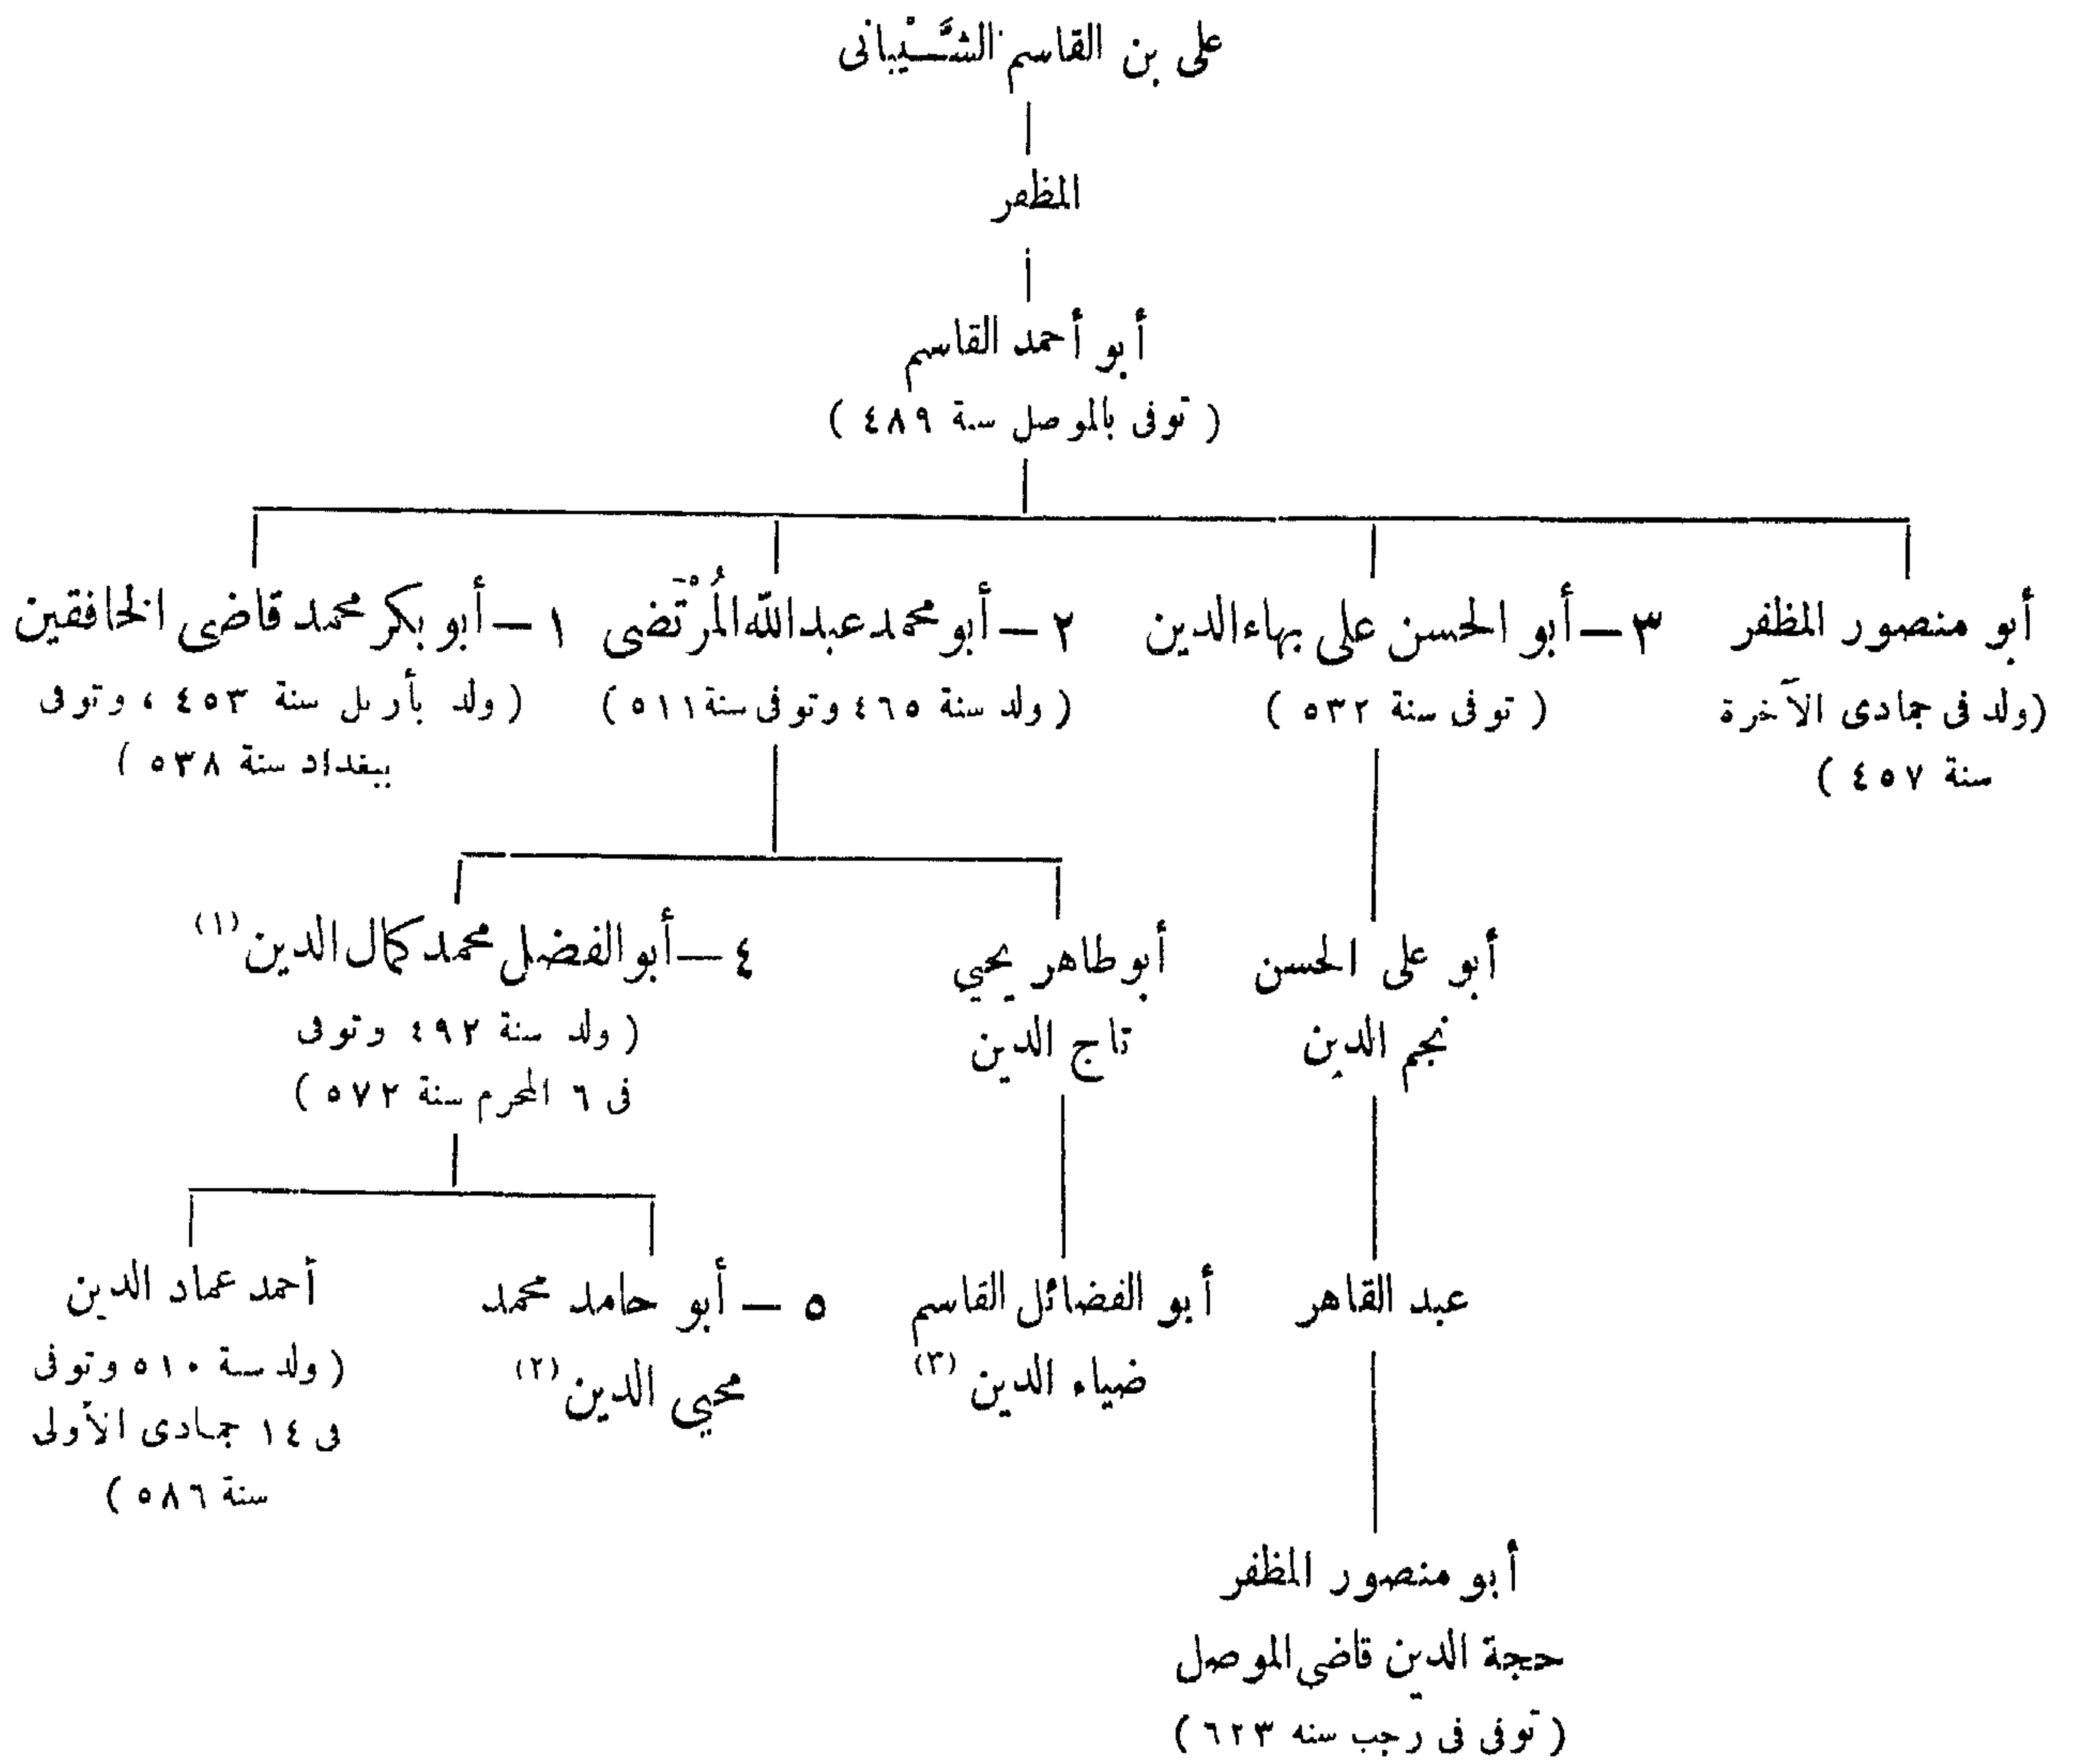 على بن القاسم الشَّيْبانى
المظفر
أبو أحمد القاسم
( توفى بالموصل سنة ٤٨٩ )
أبو منصور المظفر
(ولد فى جمادى الآخرة
سنة ٤٥٧ )
٣ — أبو الحسن على بهاء الدين
( توفى سنة ٥٣٢ )
٢ — أبو محمد عبد الله المُرْتَضى
( ولد سنة ٤٦٥ وتوفى سنة ٥١١ )
١ — أبو بكر محمد قاضى الخافقين
( ولد بأربل سنة ٤٥٣ ، وتوفى
ببغداد سنة ٥٣٨ )
أبو على الحسن
نجم الدين
أبو طاهر يحيي
تاج الدين
٤ — أبو الفضل محمد كمال الدين (١)
( ولد سنة ٤٩٢ وتوفى
فى ٦ المحرم سنة ٥٧٢ )
عبد القاهر
أبو الفضائل القاسم
ضياء الدين (٣)
٥ — أبو حامد محمد
محيي الدين (٢)
أحمد عماد الدين
( ولد سنة ٥١٠ وتوفى
فى ١٤ جمادى الأولى
سنة ٥٨٦ )
أبو منصور المظفر
حجة الدين قاضى الموصل
( توفى فى رجب سنه ٦٢٣ )